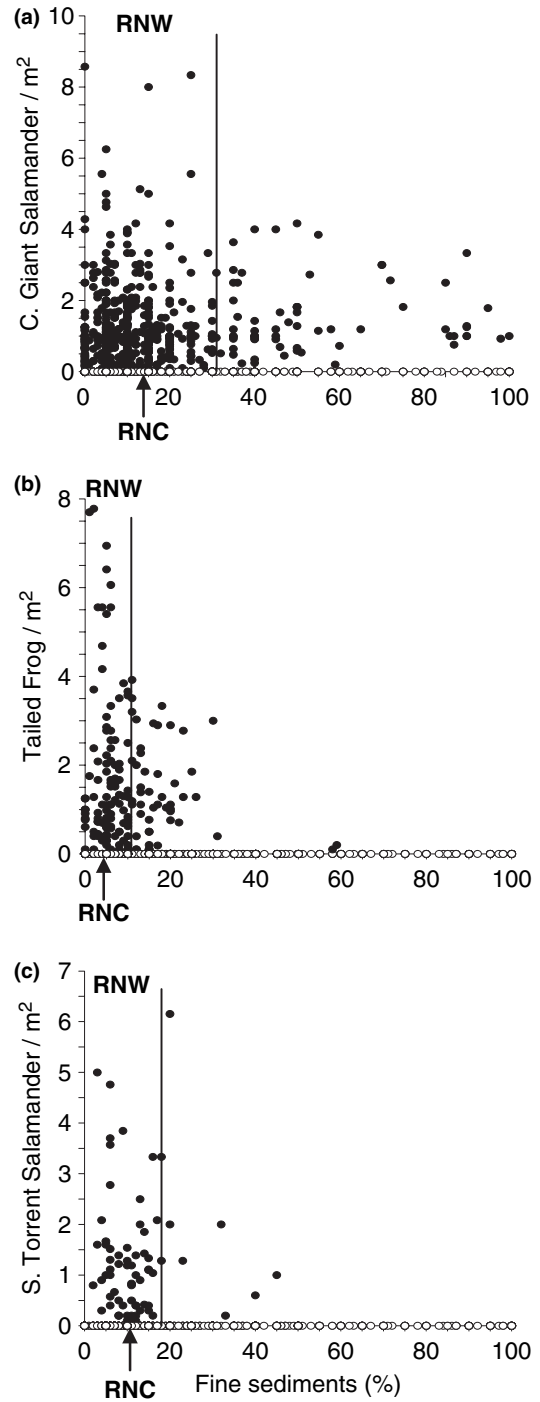 (a)
RNW
C. Giant Salamander / m²
10
8
6
4
2
0
0 20 40 60 80 100
RNC
(b)
RNW
Tailed Frog / m²
8
6
4
2
0
0 20 40 60 80 100
RNC
(c)
RNW
S. Torrent Salamander / m²
7
6
5
4
3
2
1
0
0 20 40 60 80 100
RNC
Fine sediments (%)